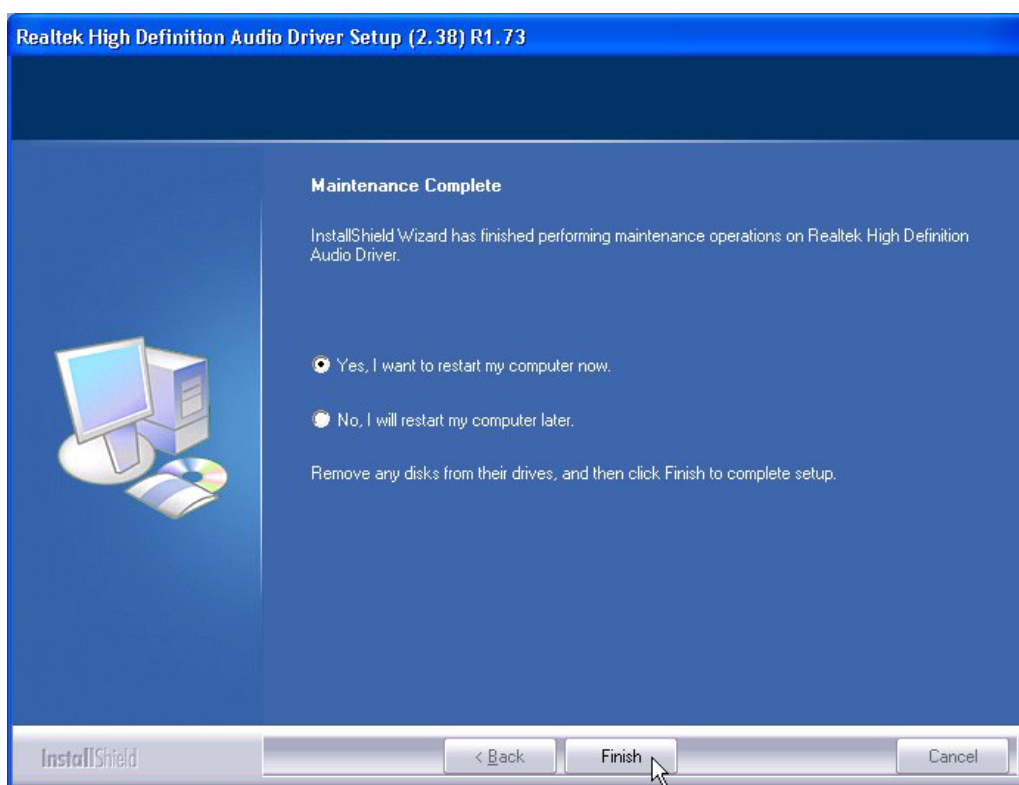 Realtek High Definition Audio Driver Setup (2.38) R1.73
Maintenance Complete
InstallShield Wizard has finished performing maintenance operations on Realtek High Definition
Audio Driver.
Yes, I want to restart my computer now.
No, I will restart my computer later.
Remove any disks from their drives, and then click Finish to complete setup.
InstallShield
< Back
Finish
Cancel